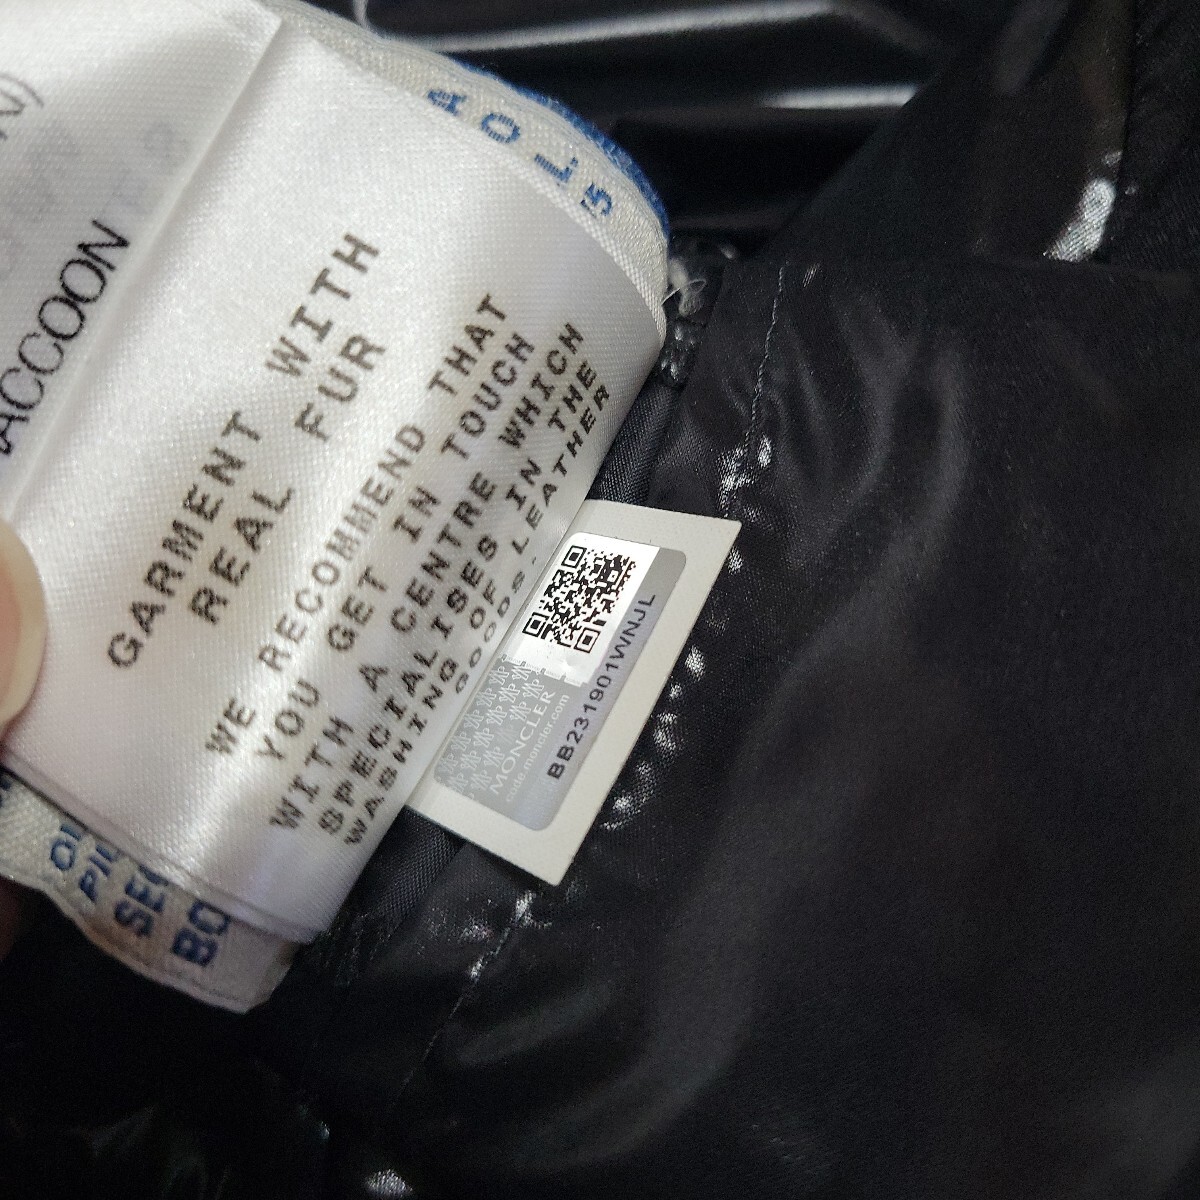 RACCOON
GARMENT WITH
REAL FUR
WE RECOMMEND THAT
YOU GET IN TOUCH
WITH A CENTRE WHICH
SPECIALISES IN THE
WASHING OF LEATHER
GOODS.
MONCLER
code.moncler.com
BB231901WNJL